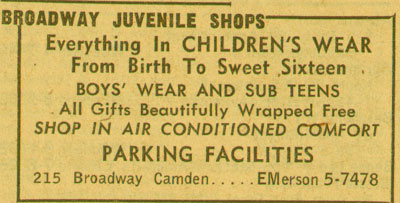 BROADWAY JUVENILE SHOPS
Everything In CHILDREN'S WEAR
From Birth To Sweet Sixteen
BOYS' WEAR AND SUB TEENS
All Gifts Beautifully Wrapped Free
SHOP IN AIR CONDITIONED COMFORT
PARKING FACILITIES
215 Broadway Camden.....EMerson 5-7478